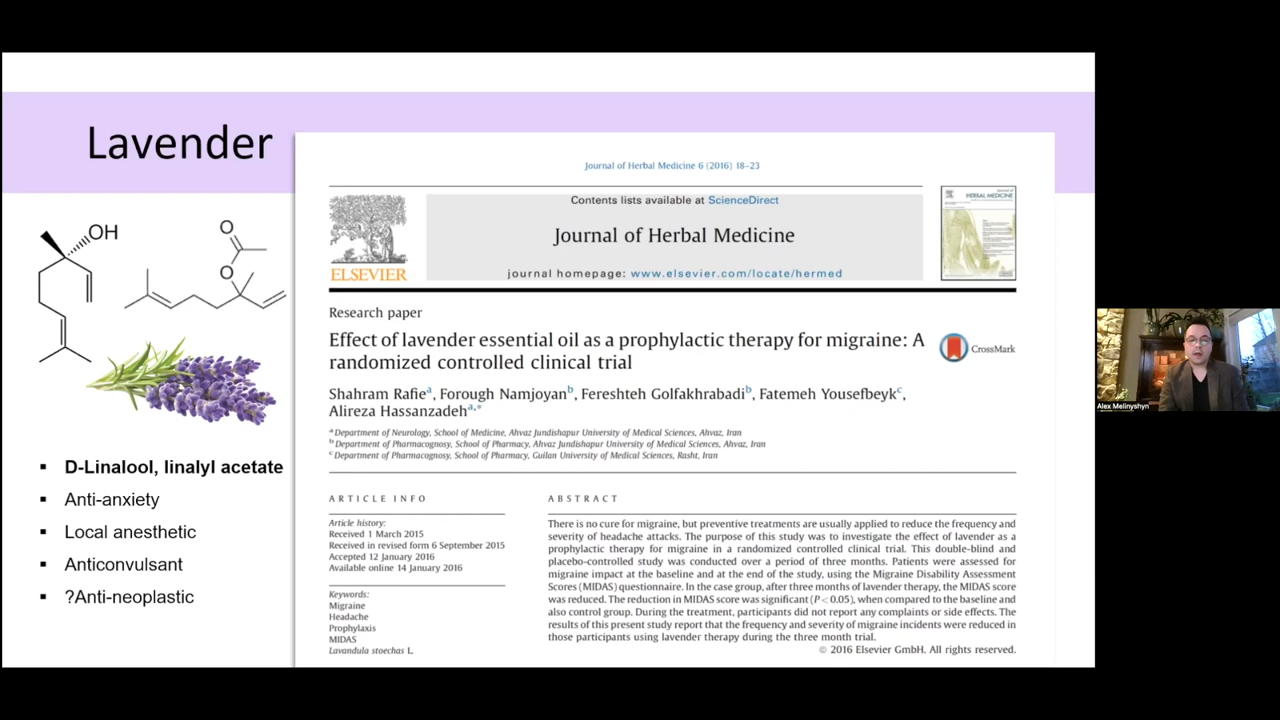 Lavender
OH
O
O
D-Linalool, linalyl acetate
Anti-anxiety
Local anesthetic
Anticonvulsant
?Anti-neoplastic
Journal of Herbal Medicine 6 (2016) 18–23
Contents lists available at ScienceDirect
Journal of Herbal Medicine
journal homepage: www.elsevier.com/locate/hermed
ELSEVIER
HERBAL MEDICINE
Research paper
Effect of lavender essential oil as a prophylactic therapy for migraine: A
randomized controlled clinical trial
CrossMark
Shahram Rafieᵃ, Forough Namjoyanᵇ, Fereshteh Golfakhrabadiᵇ, Fatemeh Yousefbeykᶜ,
Alireza Hassanzadehᵃ,*
ᵃ Department of Neurology, School of Medicine, Ahvaz Jundishapur University of Medical Sciences, Ahvaz, Iran
ᵇ Department of Pharmacognosy, School of Pharmacy, Ahvaz Jundishapur University of Medical Sciences, Ahvaz, Iran
ᶜ Department of Pharmacognosy, School of Pharmacy, Guilan University of Medical Sciences, Rasht, Iran
ARTICLE INFO
Article history:
Received 1 March 2015
Received in revised form 6 September 2015
Accepted 12 January 2016
Available online 14 January 2016
Keywords:
Migraine
Headache
Prophylaxis
MIDAS
Lavandula stoechas L.
ABSTRACT
There is no cure for migraine, but preventive treatments are usually applied to reduce the frequency and
severity of headache attacks. The purpose of this study was to investigate the effect of lavender as a
prophylactic therapy for migraine in a randomized controlled clinical trial. This double-blind and
placebo-controlled study was conducted over a period of three months. Patients were assessed for
migraine impact at the baseline and at the end of the study, using the Migraine Disability Assessment
Scores (MIDAS) questionnaire. In the case group, after three months of lavender therapy, the MIDAS score
was reduced. The reduction in MIDAS score was significant (P < 0.05), when compared to the baseline and
also control group. During the treatment, participants did not report any complaints or side effects. The
results of this present study report that the frequency and severity of migraine incidents were reduced in
those participants using lavender therapy during the three month trial.
© 2016 Elsevier GmbH. All rights reserved.
Alex Melinyshyn